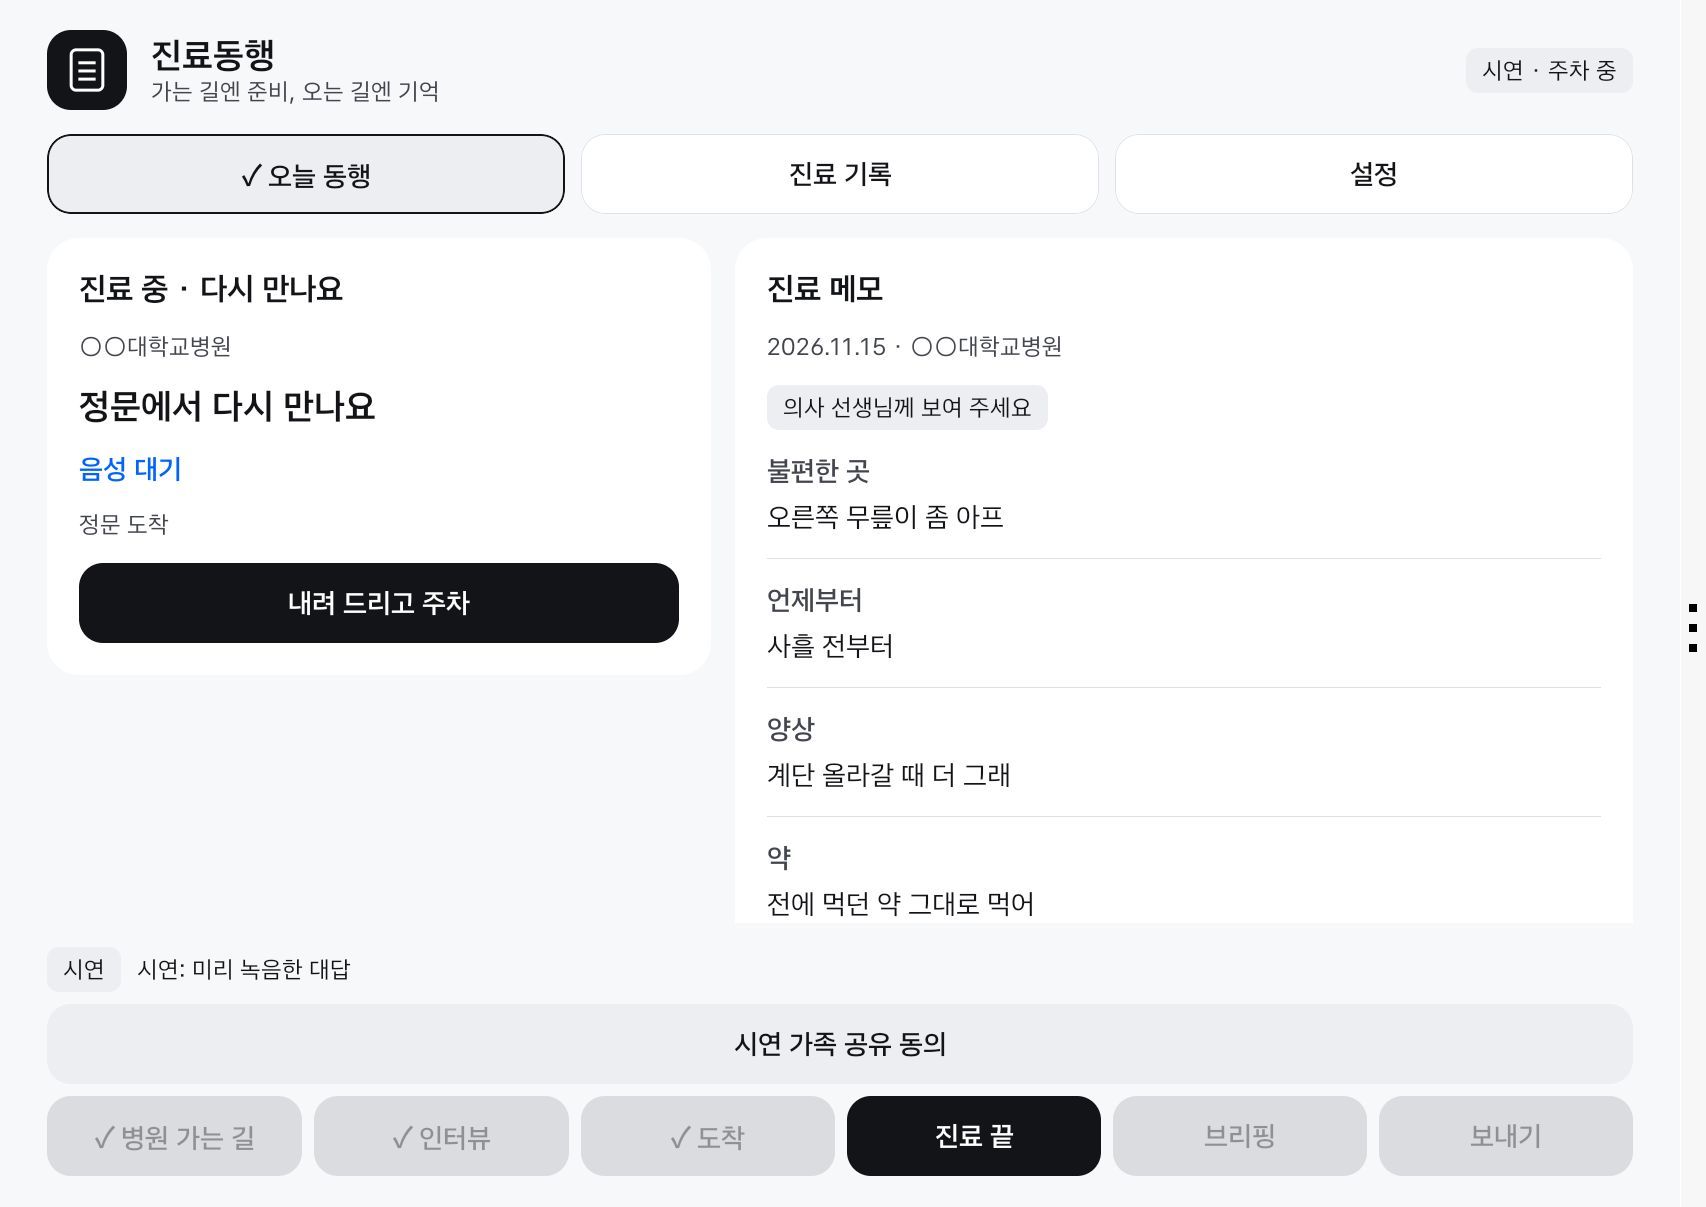 진료동행
가는 길엔 준비, 오는 길엔 기억
시연 · 주차 중
✓ 오늘 동행
진료 기록
설정
진료 중 · 다시 만나요
○○대학교병원
정문에서 다시 만나요
음성 대기
정문 도착
내려 드리고 주차
진료 메모
2026.11.15 · ○○대학교병원
의사 선생님께 보여 주세요
불편한 곳
오른쪽 무릎이 좀 아프
언제부터
사흘 전부터
양상
계단 올라갈 때 더 그래
약
전에 먹던 약 그대로 먹어
시연
시연: 미리 녹음한 대답
시연 가족 공유 동의
✓ 병원 가는 길
✓ 인터뷰
✓ 도착
진료 끝
브리핑
보내기